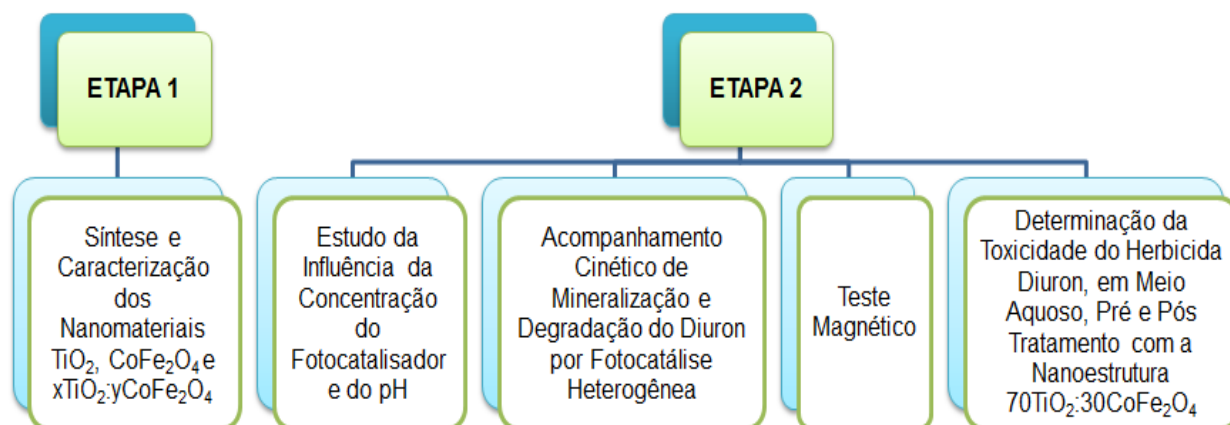 ETAPA 1
ETAPA 2
Síntese e
Caracterização
dos
Nanomateriais
TiO₂, CoFe₂O₄ e
xTiO₂:yCoFe₂O₄
Estudo da
Influência da
Concentração
do
Fotocatalisador
e do pH
Acompanhamento
Cinético de
Mineralização e
Degradação do Diuron
por Fotocatálise
Heterogênea
Teste
Magnético
Determinação da
Toxicidade do Herbicida
Diuron, em Meio
Aquoso, Pré e Pós
Tratamento com a
Nanoestrutura
70TiO₂:30CoFe₂O₄